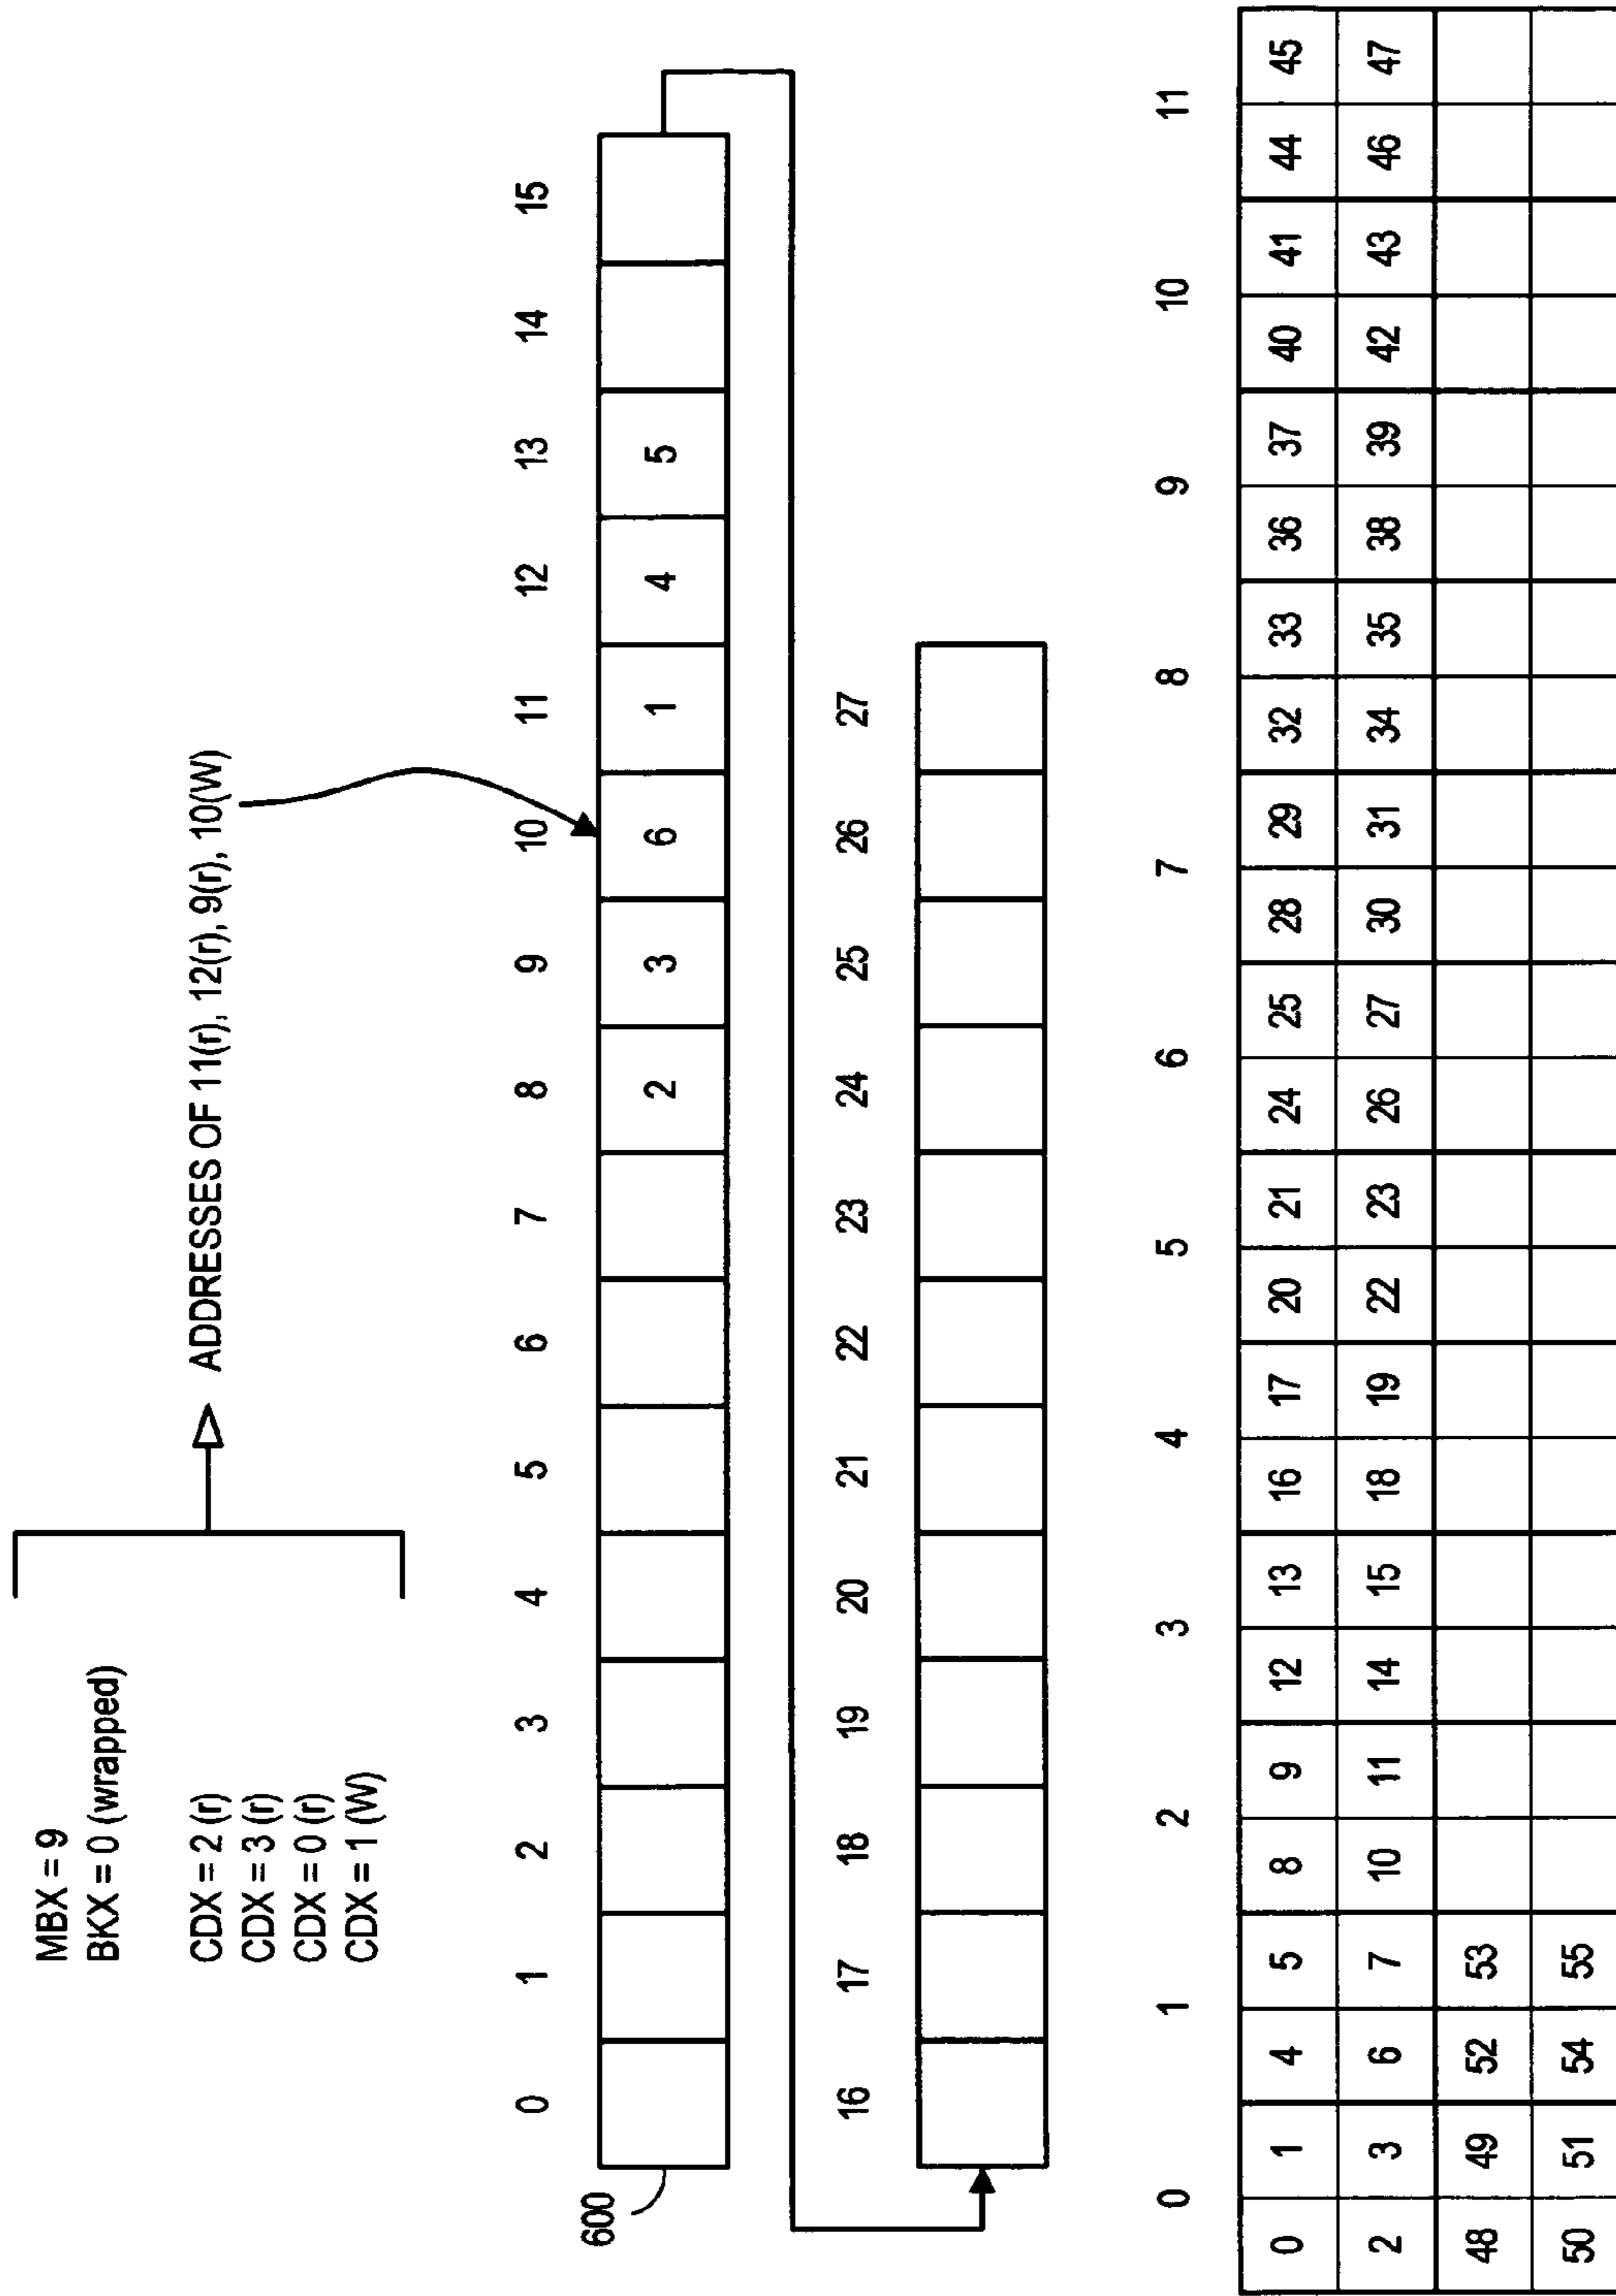 MBX = 9
BKX = 0 (wrapped)
CDX = 2 (r)
CDX = 3 (r)
CDX = 0 (r)
CDX = 1 (W)
ADDRESSES OF 11(r), 12(r), 9(r), 10(W)
0 1 2 3 4 5 6 7 8 9 10 11 12 13 14 15
2 3 6 1 4 5
600
16 17 18 19 20 21 22 23 24 25 26 27
0 1 2 3 4 5 6 7 8 9 10 11
0 1 4 5 8 9 12 13 16 17 20 21 24 25 28 29 32 33 36 37 40 41 44 45
2 3 6 7 10 11 14 15 18 19 22 23 26 27 30 31 34 35 38 39 42 43 46 47
48 49 52 53
50 51 54 55